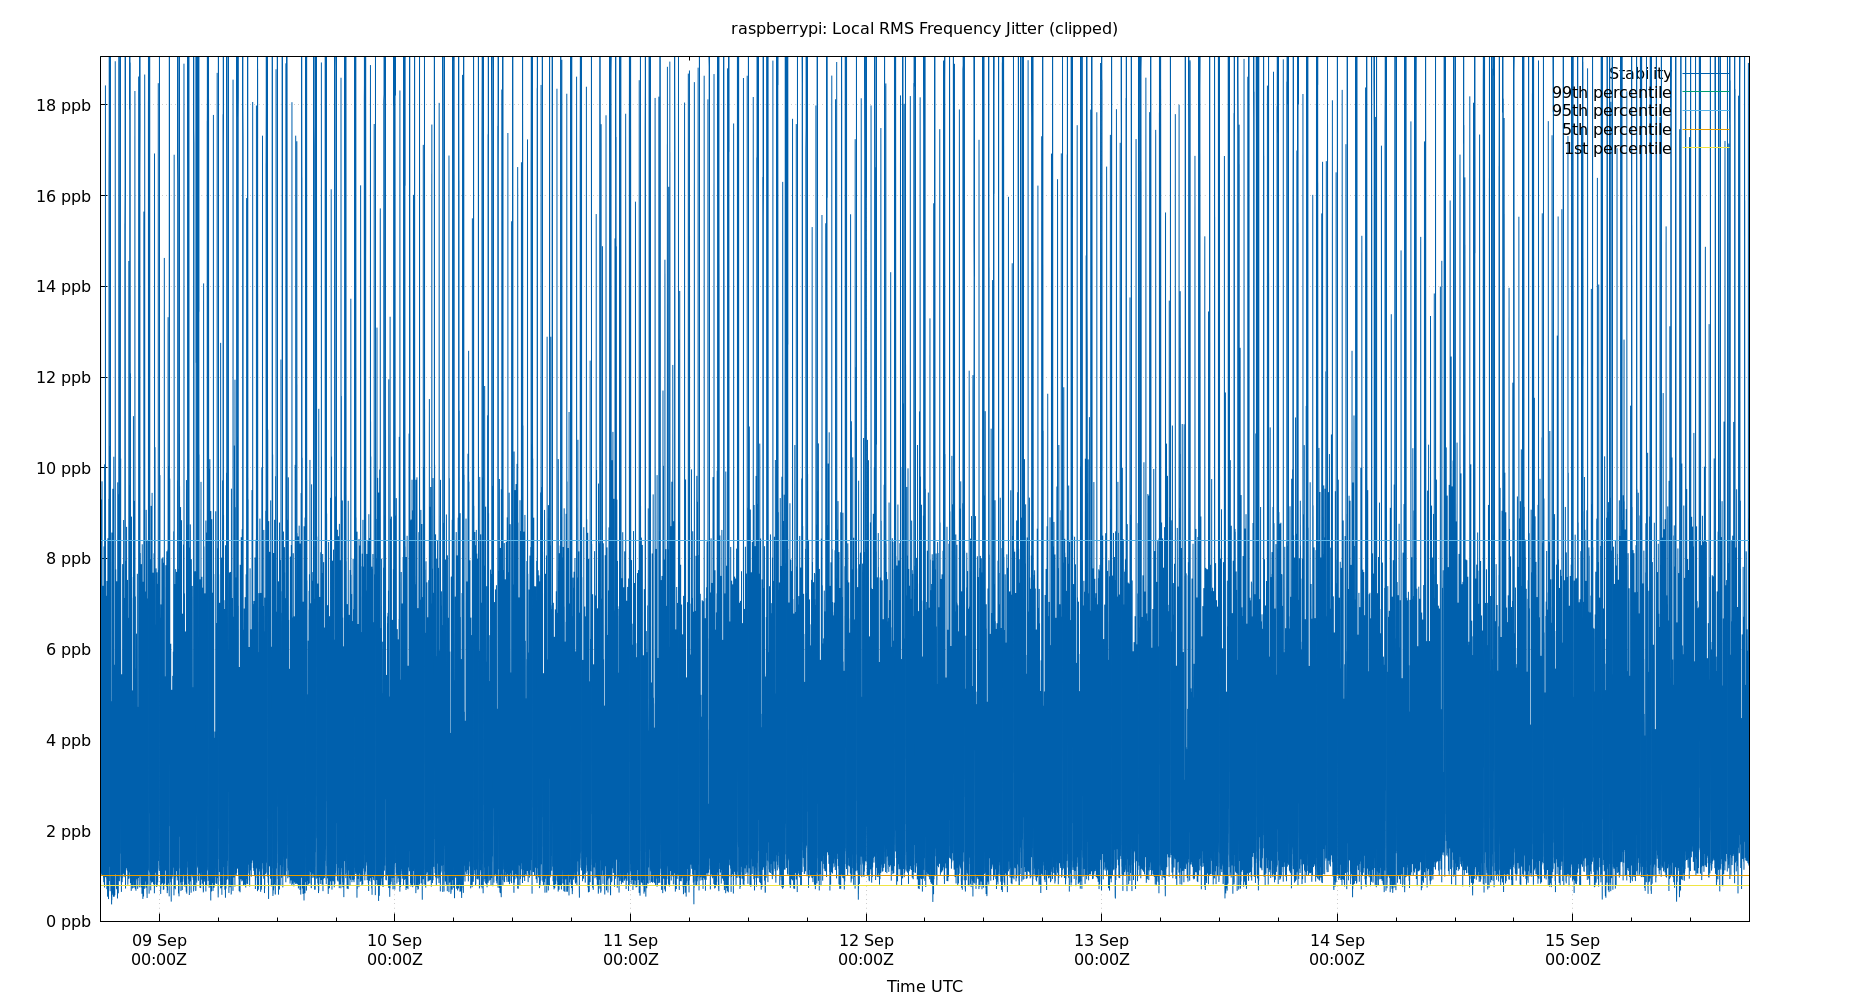 raspberrypi: Local RMS Frequency Jitter (clipped)
Stability
99th percentile
95th percentile
5th percentile
1st percentile
18 ppb
16 ppb
14 ppb
12 ppb
10 ppb
8 ppb
6 ppb
4 ppb
2 ppb
0 ppb
09 Sep 10 Sep 11 Sep 12 Sep 13 Sep 14 Sep 15 Sep
00:00Z 00:00Z 00:00Z 00:00Z 00:00Z 00:00Z 00:00Z
Time UTC